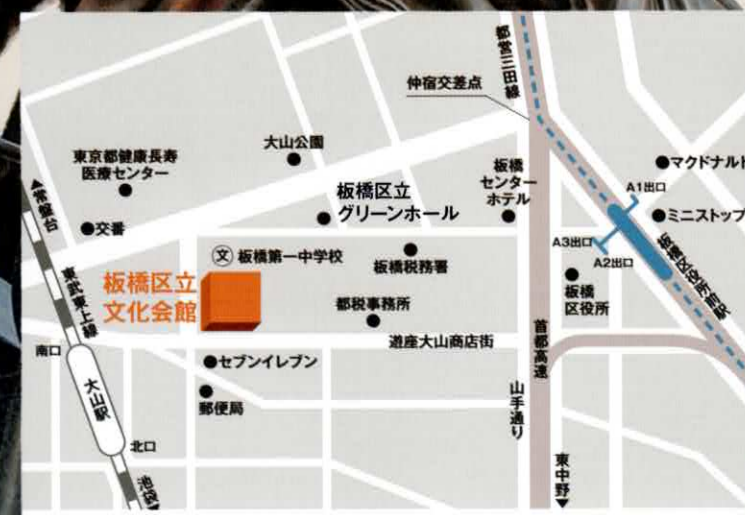 都営三田線
仲宿交差点
大山公園
東京都健康長寿
医療センター
板橋
センター
ホテル
●マクドナルド
A1出口
▲常盤台
●交番
板橋区立
グリーンホール
●ミニストップ
A3出口
A2出口
板橋区役所前駅
文 板橋第一中学校
板橋税務署
東武東上線
板橋区立
文化会館
都税事務所
板橋
区役所
首都高速
遊座大山商店街
南口
大山駅
●セブンイレブン
郵便局
山手通り
北口
池袋▼
東中野▼